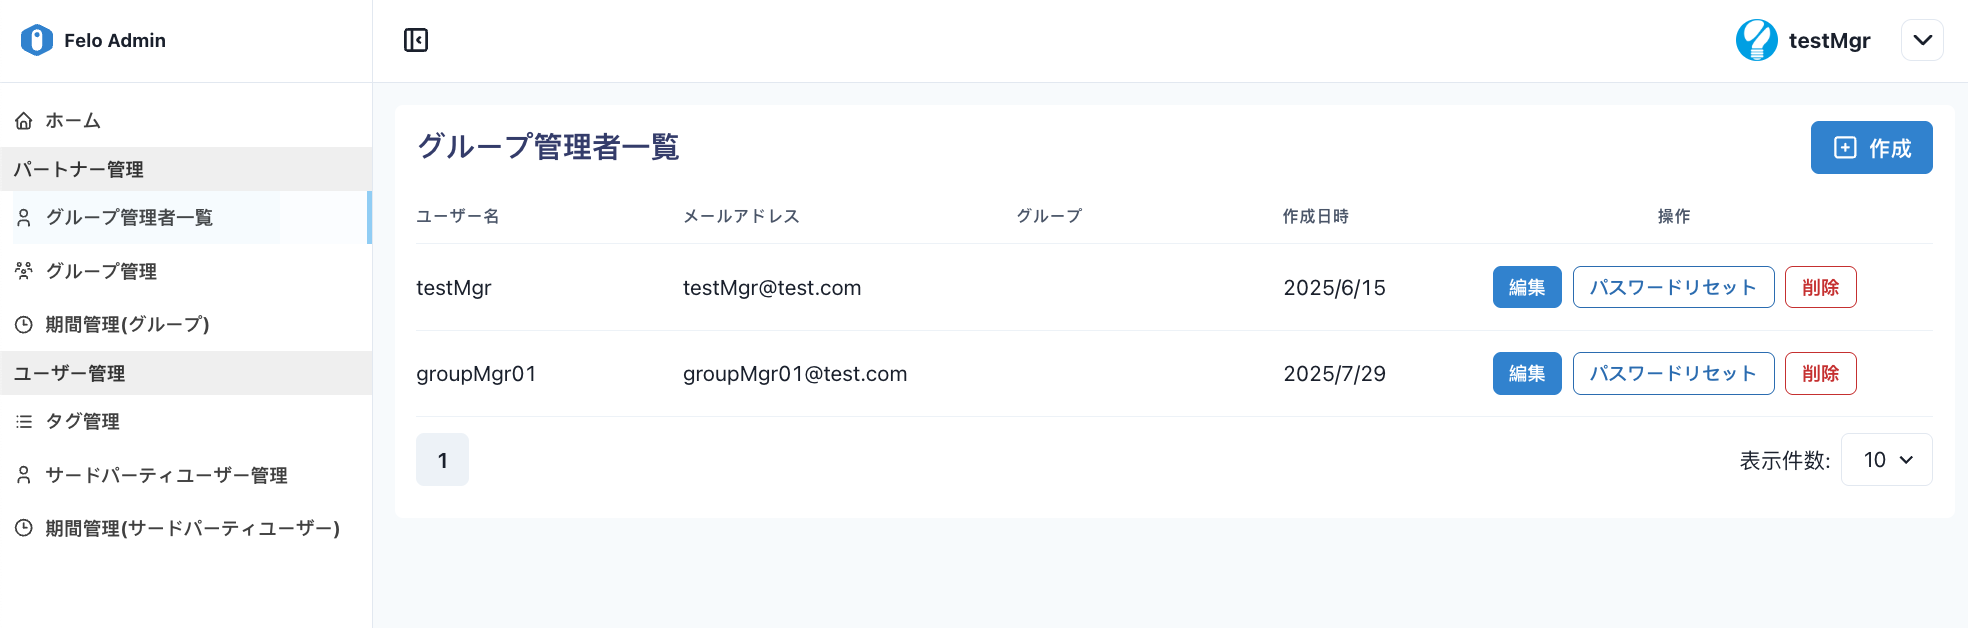 Felo Admin
testMgr
ホーム
パートナー管理
グループ管理者一覧
グループ管理
期間管理(グループ)
ユーザー管理
タグ管理
サードパーティユーザー管理
期間管理(サードパーティユーザー)
グループ管理者一覧
作成
ユーザー名 メールアドレス グループ 作成日時 操作
testMgr testMgr@test.com 2025/6/15 編集 パスワードリセット 削除
groupMgr01 groupMgr01@test.com 2025/7/29 編集 パスワードリセット 削除
1 表示件数: 10